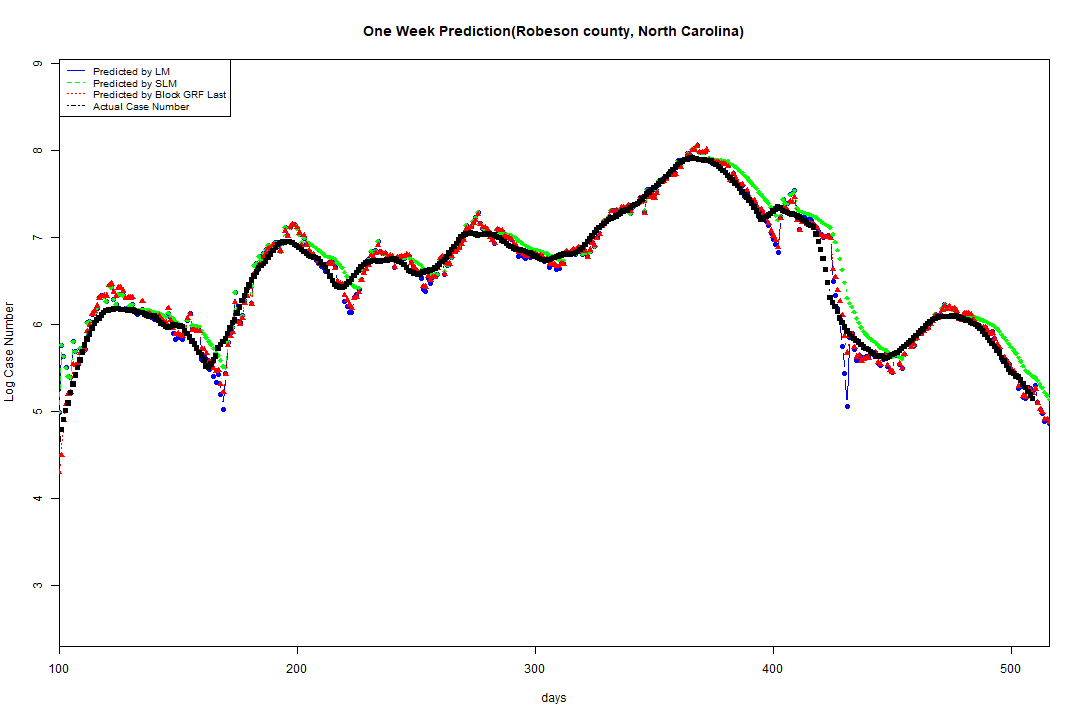 One Week Prediction(Robeson county, North Carolina)
Predicted by LM
Predicted by SLM
Predicted by Block GRF Last
Actual Case Number
9
8
7
6
5
4
3
Log Case Number
100 200 300 400 500
days